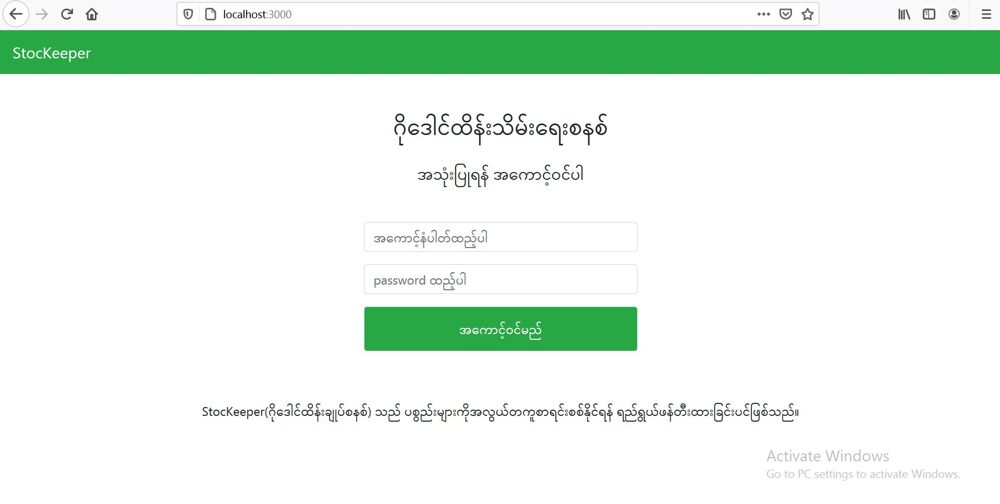 localhost:3000
StocKeeper
ဂိုဒေါင်ထိန်းသိမ်းရေးစနစ်
အသုံးပြုရန် အကောင့်ဝင်ပါ
အကောင့်နံပါတ်ထည့်ပါ
password ထည့်ပါ
အကောင့်ဝင်မည်
StocKeeper(ဂိုဒေါင်ထိန်းချုပ်စနစ်) သည် ပစ္စည်းများကိုအလွယ်တကူစာရင်းစစ်နိုင်ရန် ရည်ရွယ်ဖန်တီးထားခြင်းပင်ဖြစ်သည်။
Activate Windows
Go to PC settings to activate Windows.